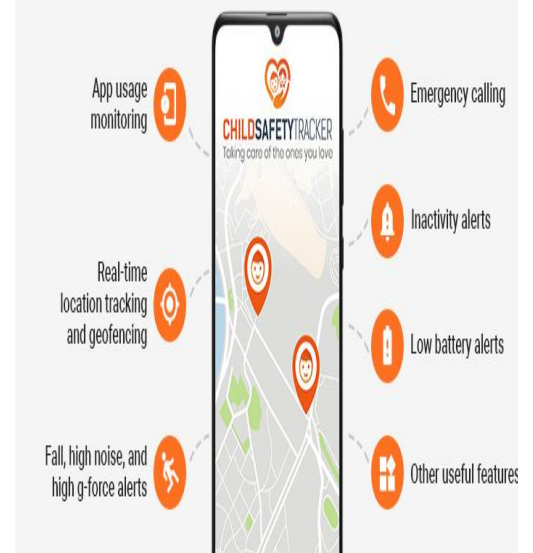 App usage
monitoring
Real-time
location tracking
and geofencing
Fall, high noise, and
high g-force alerts
CHILDSAFETYTRACKER
Taking care of the ones you love
Emergency calling
Inactivity alerts
Low battery alerts
Other useful features